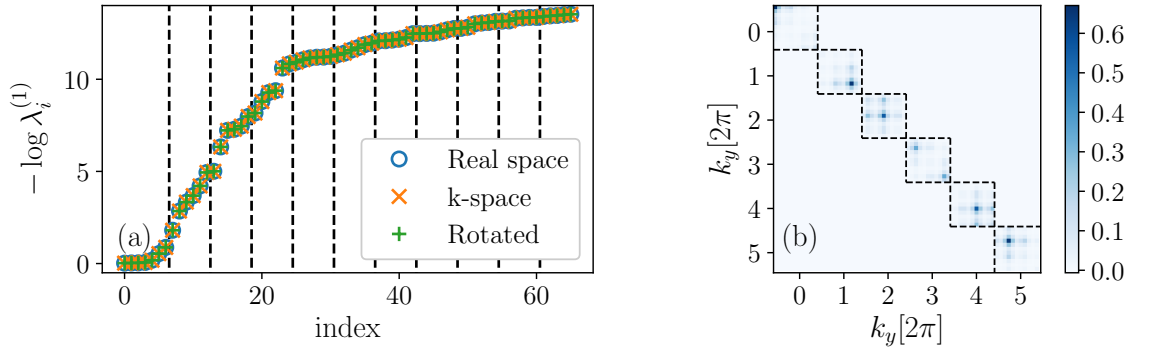 − log λ_i^{(1)}
10
5
0
(a)
Real space
k-space
Rotated
0 20 40 60
index
k_y[2π]
0
1
2
3
4
5
(b)
0 1 2 3 4 5
k_y[2π]
0.6
0.5
0.4
0.3
0.2
0.1
0.0